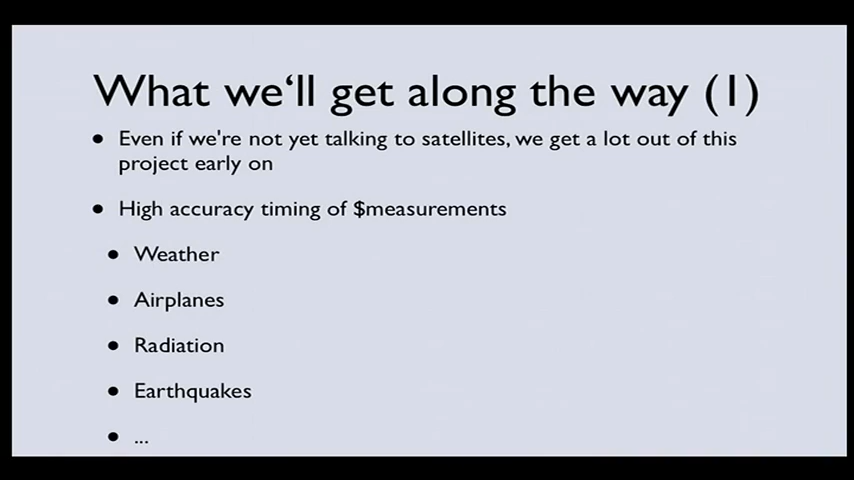 What we‘ll get along the way (1)
• Even if we're not yet talking to satellites, we get a lot out of this
project early on
• High accuracy timing of $measurements
• Weather
• Airplanes
• Radiation
• Earthquakes
• ...